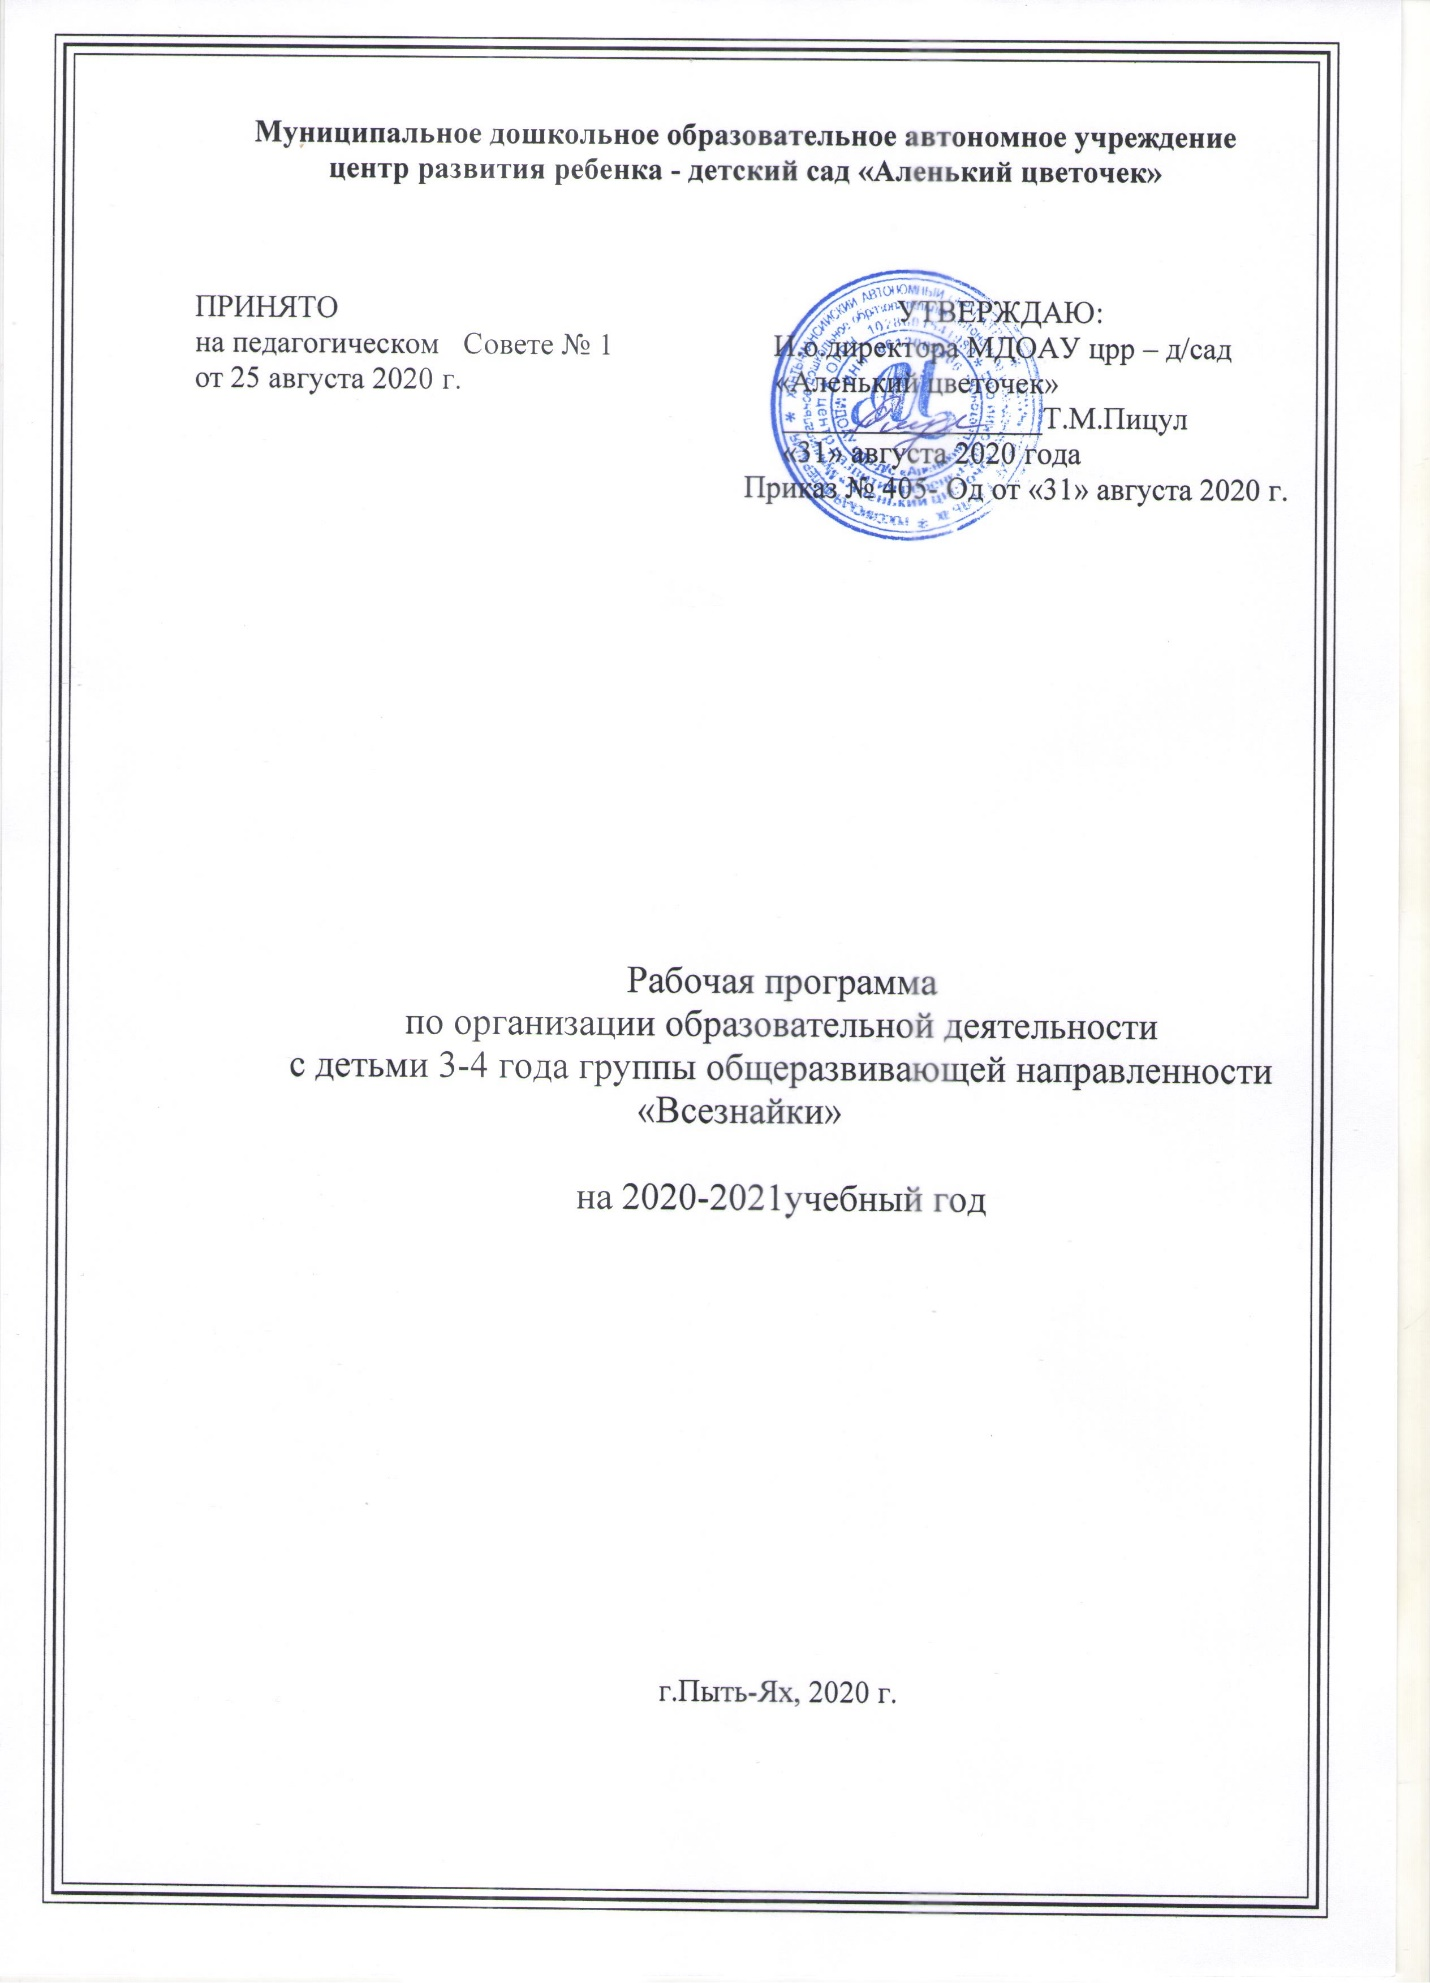 Муниципальное дошкольное образовательное автономное учреждение
центр развития ребенка - детский сад «Аленький цветочек»
ПРИНЯТО
на педагогическом Совете № 1
от 25 августа 2020 г.
УТВЕРЖДАЮ:
И.о директора МДОАУ црр – д/сад
«Аленький цветочек»
Т.М.Пицул
«31» августа 2020 года
Приказ № 405- Од от «31» августа 2020 г.
Рабочая программа
по организации образовательной деятельности
с детьми 3-4 года группы общеразвивающей направленности
«Всезнайки»
на 2020-2021учебный год
г.Пыть-Ях, 2020 г.